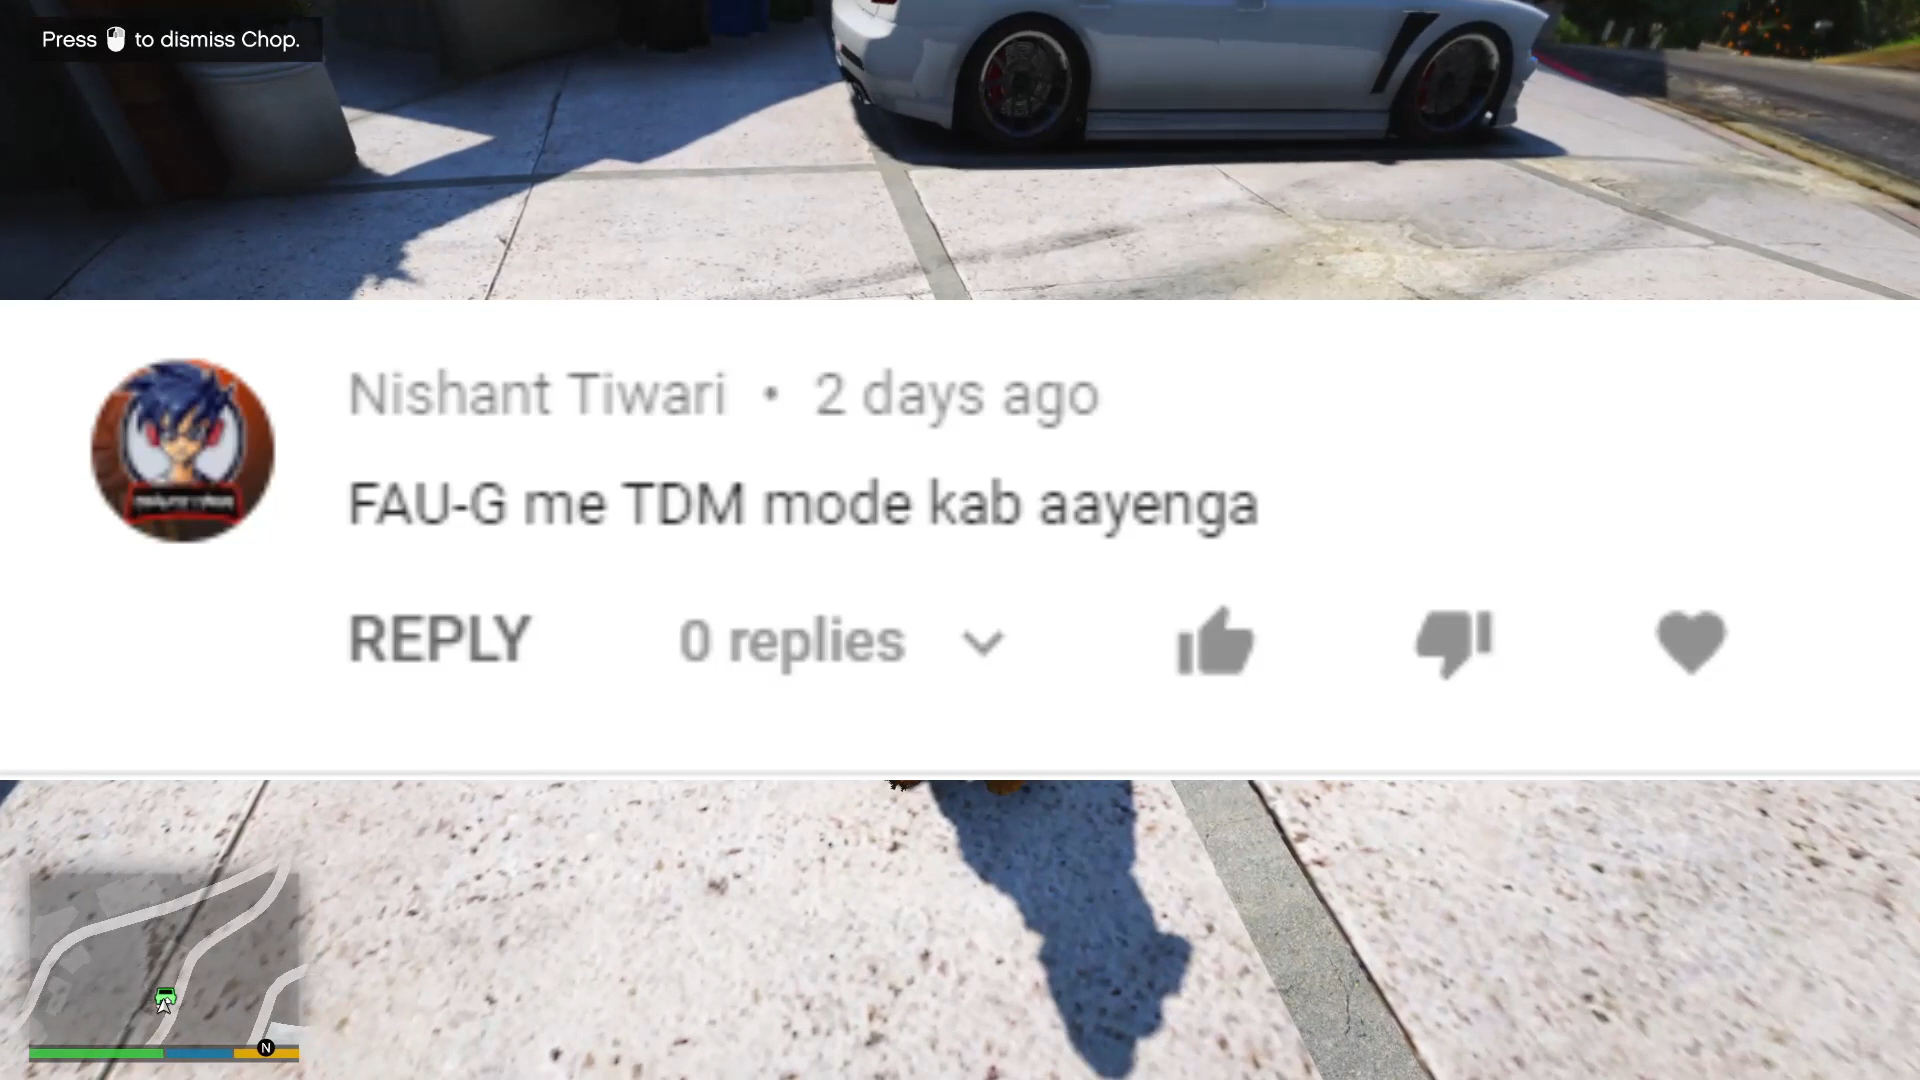 Press to dismiss Chop.
Nishant Tiwari • 2 days ago
FAU-G me TDM mode kab aayenga
REPLY 0 replies
N